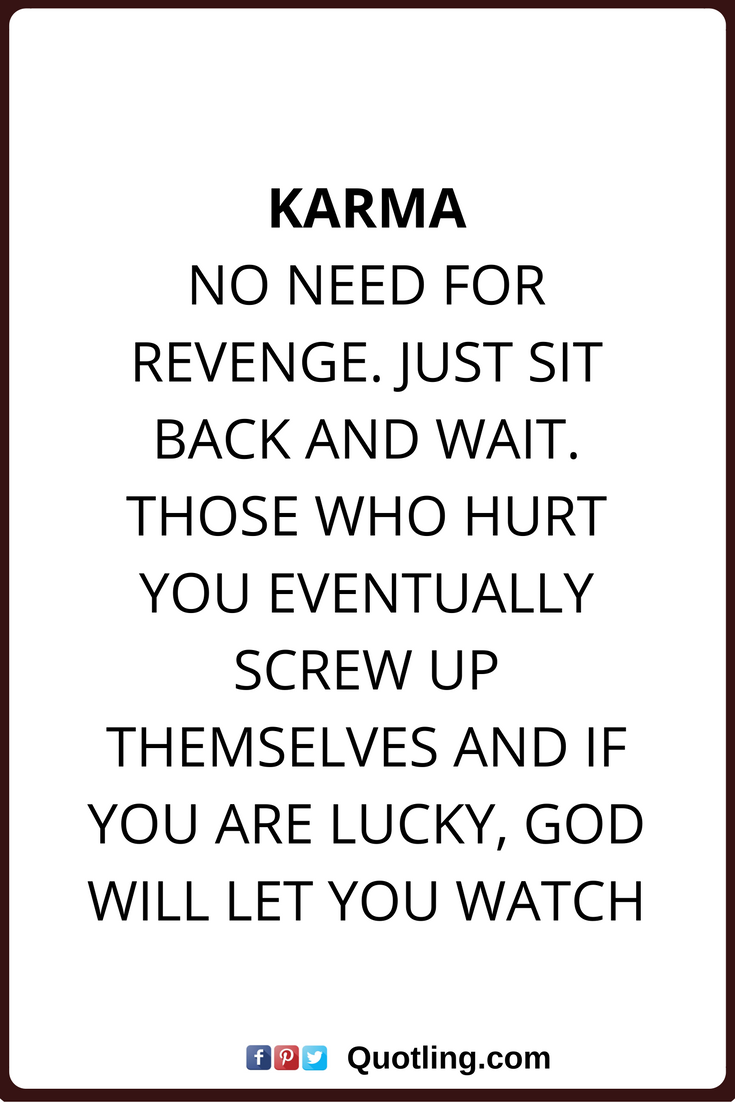 KARMA
NO NEED FOR
REVENGE. JUST SIT
BACK AND WAIT.
THOSE WHO HURT
YOU EVENTUALLY
SCREW UP
THEMSELVES AND IF
YOU ARE LUCKY, GOD
WILL LET YOU WATCH
Quotling.com